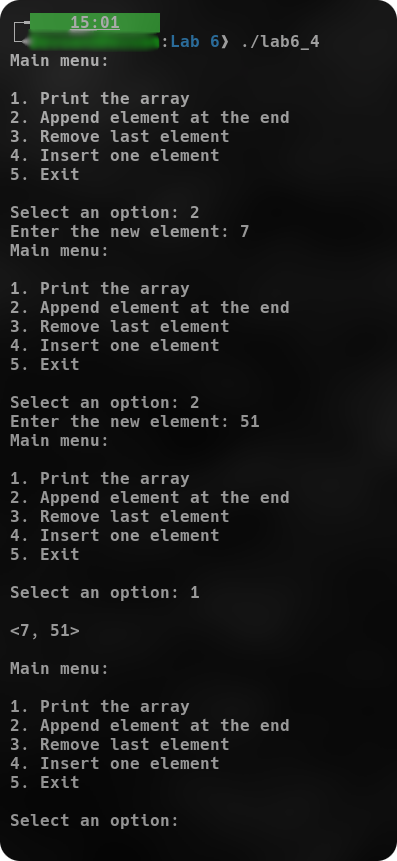 15:01
:Lab 6❯ ./lab6_4
Main menu:
1. Print the array
2. Append element at the end
3. Remove last element
4. Insert one element
5. Exit
Select an option: 2
Enter the new element: 7
Main menu:
1. Print the array
2. Append element at the end
3. Remove last element
4. Insert one element
5. Exit
Select an option: 2
Enter the new element: 51
Main menu:
1. Print the array
2. Append element at the end
3. Remove last element
4. Insert one element
5. Exit
Select an option: 1
<7, 51>
Main menu:
1. Print the array
2. Append element at the end
3. Remove last element
4. Insert one element
5. Exit
Select an option: